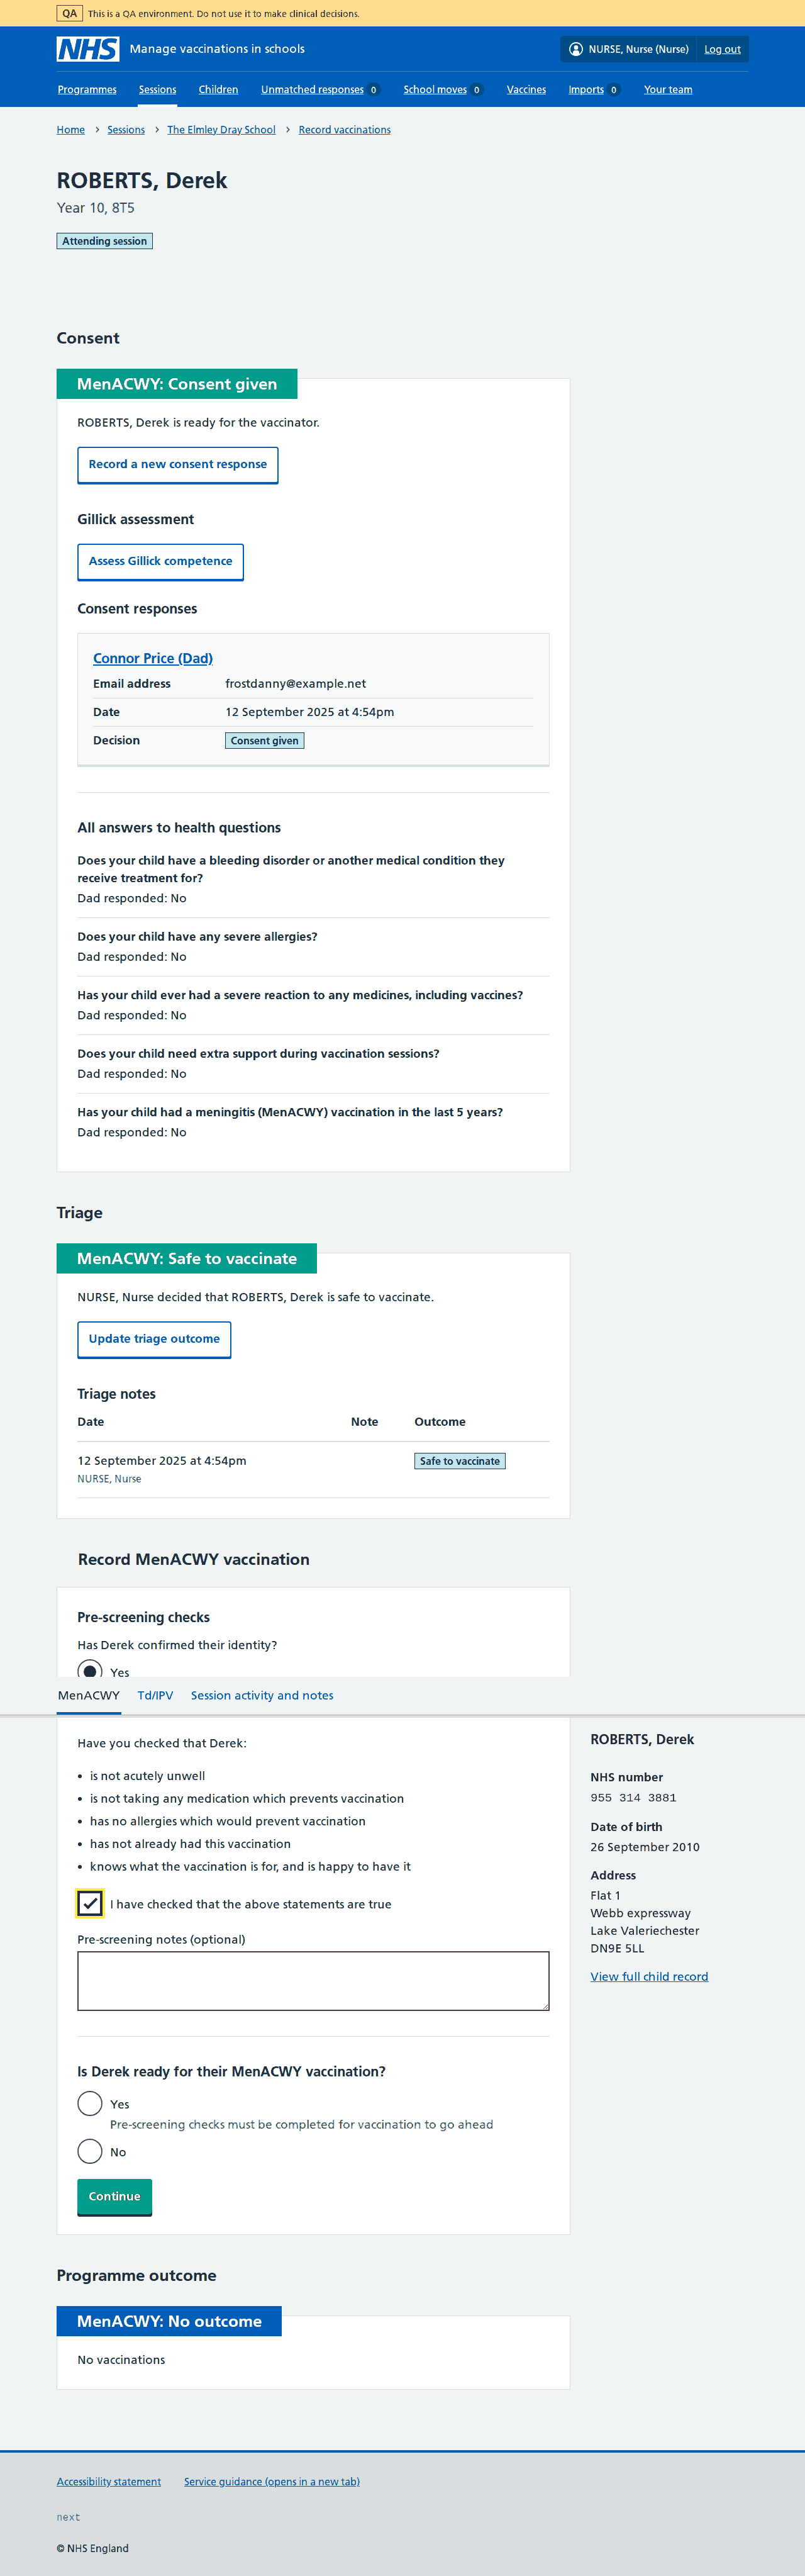 QA This is a QA environment. Do not use it to make clinical decisions.
NHS Manage vaccinations in schools NURSE, Nurse (Nurse) Log out
Programmes Sessions Children Unmatched responses 0 School moves 0 Vaccines Imports 0 Your team
Home Sessions The Elmley Dray School Record vaccinations
ROBERTS, Derek
Year 10, 8T5
Attending session
Consent
MenACWY: Consent given
ROBERTS, Derek is ready for the vaccinator.
Record a new consent response
Gillick assessment
Assess Gillick competence
Consent responses
Connor Price (Dad)
Email address frostdanny@example.net
Date 12 September 2025 at 4:54pm
Decision Consent given
All answers to health questions
Does your child have a bleeding disorder or another medical condition they
receive treatment for?
Dad responded: No
Does your child have any severe allergies?
Dad responded: No
Has your child ever had a severe reaction to any medicines, including vaccines?
Dad responded: No
Does your child need extra support during vaccination sessions?
Dad responded: No
Has your child had a meningitis (MenACWY) vaccination in the last 5 years?
Dad responded: No
Triage
MenACWY: Safe to vaccinate
NURSE, Nurse decided that ROBERTS, Derek is safe to vaccinate.
Update triage outcome
Triage notes
Date Note Outcome
12 September 2025 at 4:54pm Safe to vaccinate
NURSE, Nurse
Record MenACWY vaccination
Pre-screening checks
Has Derek confirmed their identity?
Yes
MenACWY Td/IPV Session activity and notes
Have you checked that Derek:
is not acutely unwell
is not taking any medication which prevents vaccination
has no allergies which would prevent vaccination
has not already had this vaccination
knows what the vaccination is for, and is happy to have it
I have checked that the above statements are true
Pre-screening notes (optional)
Is Derek ready for their MenACWY vaccination?
Yes
Pre-screening checks must be completed for vaccination to go ahead
No
Continue
ROBERTS, Derek
NHS number
955 314 3881
Date of birth
26 September 2010
Address
Flat 1
Webb expressway
Lake Valeriechester
DN9E 5LL
View full child record
Programme outcome
MenACWY: No outcome
No vaccinations
Accessibility statement Service guidance (opens in a new tab)
next
© NHS England